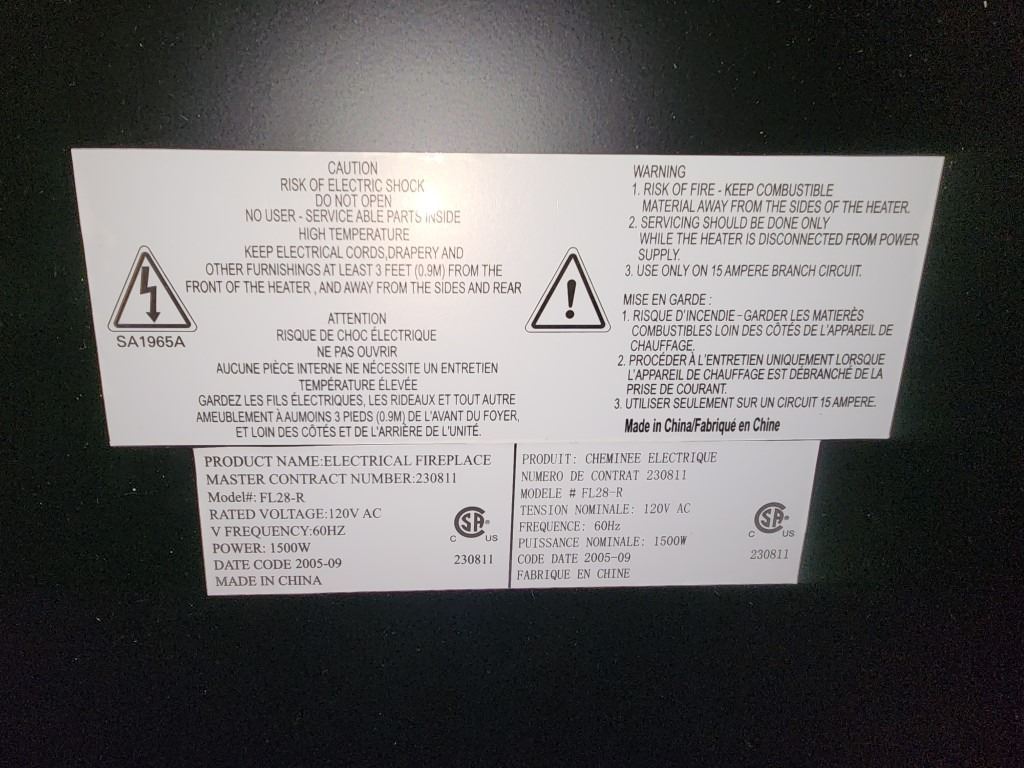 CAUTION
RISK OF ELECTRIC SHOCK
DO NOT OPEN
NO USER - SERVICE ABLE PARTS INSIDE
HIGH TEMPERATURE
KEEP ELECTRICAL CORDS,DRAPERY AND
OTHER FURNISHINGS AT LEAST 3 FEET (0.9M) FROM THE
FRONT OF THE HEATER , AND AWAY FROM THE SIDES AND REAR
SA1965A
ATTENTION
RISQUE DE CHOC ÉLECTRIQUE
NE PAS OUVRIR
AUCUNE PIÈCE INTERNE NE NÉCESSITE UN ENTRETIEN
TEMPÉRATURE ÉLEVÉE
GARDEZ LES FILS ÉLECTRIQUES, LES RIDEAUX ET TOUT AUTRE
AMEUBLEMENT À AUMOINS 3 PIEDS (0.9M) DE L'AVANT DU FOYER,
ET LOIN DES CÔTÉS ET DE L'ARRIÈRE DE L'UNITÉ.
WARNING
1. RISK OF FIRE - KEEP COMBUSTIBLE
MATERIAL AWAY FROM THE SIDES OF THE HEATER.
2. SERVICING SHOULD BE DONE ONLY
WHILE THE HEATER IS DISCONNECTED FROM POWER
SUPPLY.
3. USE ONLY ON 15 AMPERE BRANCH CIRCUIT.
MISE EN GARDE :
1. RISQUE D'INCENDIE - GARDER LES MATIERÈS
COMBUSTIBLES LOIN DES CÔTÉS DE L'APPAREIL DE
CHAUFFAGE.
2. PROCÉDER À L'ENTRETIEN UNIQUEMENT LORSQUE
L'APPAREIL DE CHAUFFAGE EST DÉBRANCHÉ DE LA
PRISE DE COURANT.
3. UTILISER SEULEMENT SUR UN CIRCUIT 15 AMPERE.
Made in China/Fabriqué en Chine
PRODUCT NAME:ELECTRICAL FIREPLACE
MASTER CONTRACT NUMBER:230811
Model#: FL28-R
RATED VOLTAGE:120V AC
V FREQUENCY:60HZ
POWER: 1500W
DATE CODE 2005-09
MADE IN CHINA
C SA US
230811
PRODUIT: CHEMINEE ELECTRIQUE
NUMERO DE CONTRAT 230811
MODELE # FL28-R
TENSION NOMINALE: 120V AC
FREQUENCE: 60Hz
PUISSANCE NOMINALE: 1500W
CODE DATE 2005-09
FABRIQUE EN CHINE
C SA US
230811